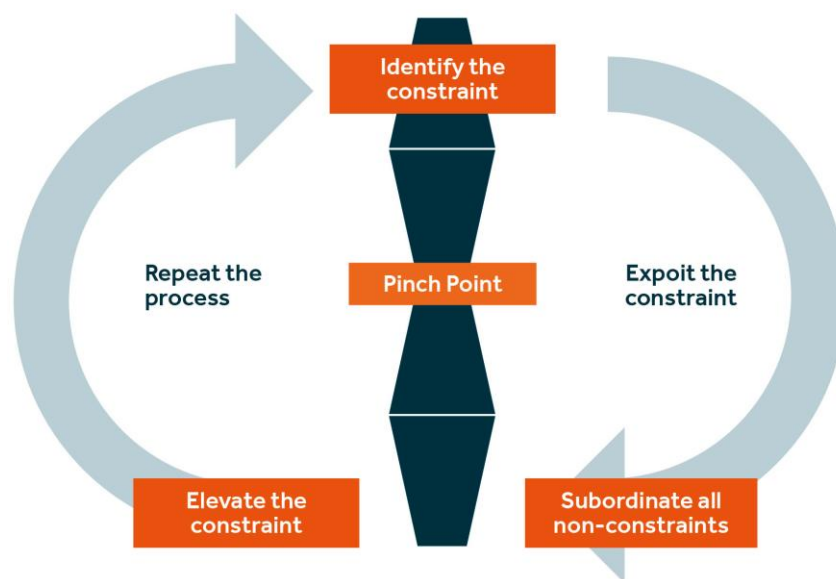 Identify the
constraint
Repeat the
process
Pinch Point
Expoit the
constraint
Elevate the
constraint
Subordinate all
non-constraints